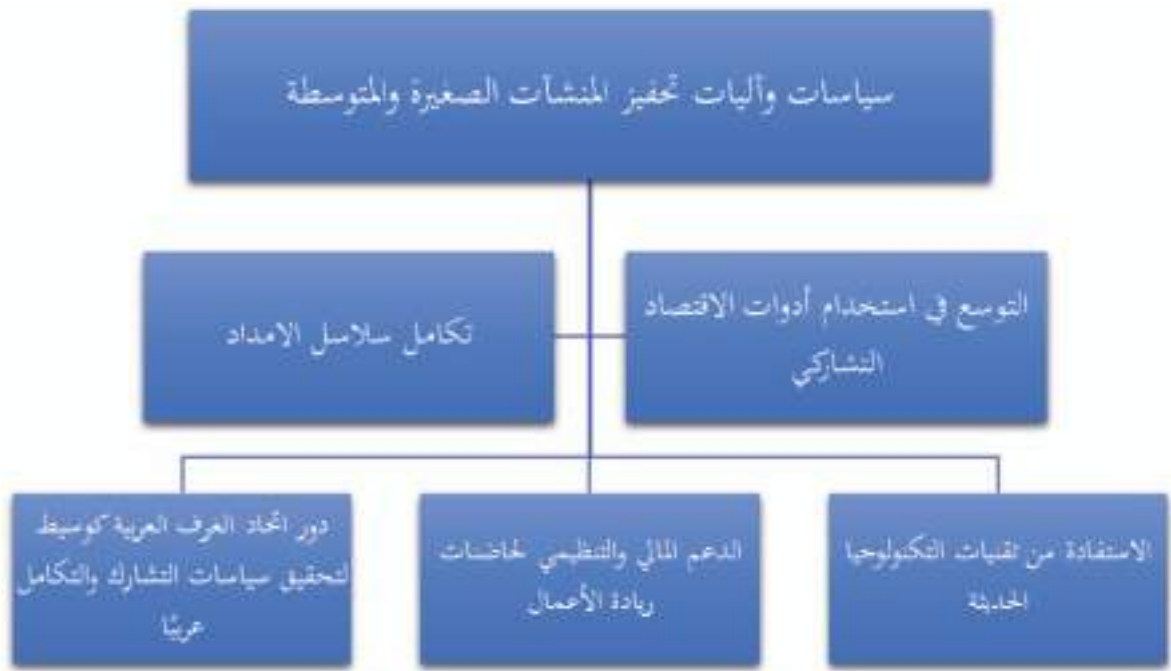 سياسات وأليات تحفيز المنشآت الصغيرة والمتوسطة
التوسع في استخدام أدوات الاقتصاد
التشاركي
تكامل سلاسل الامداد
الاستفادة من تقنيات التكنولوجيا
الحديثة
الدعم المالي والتنظيمي لحاضنات
ريادة الأعمال
دور اتحاد الغرف العربية كوسيط
لتحقيق سياسات التشارك والتكامل
عربيًا